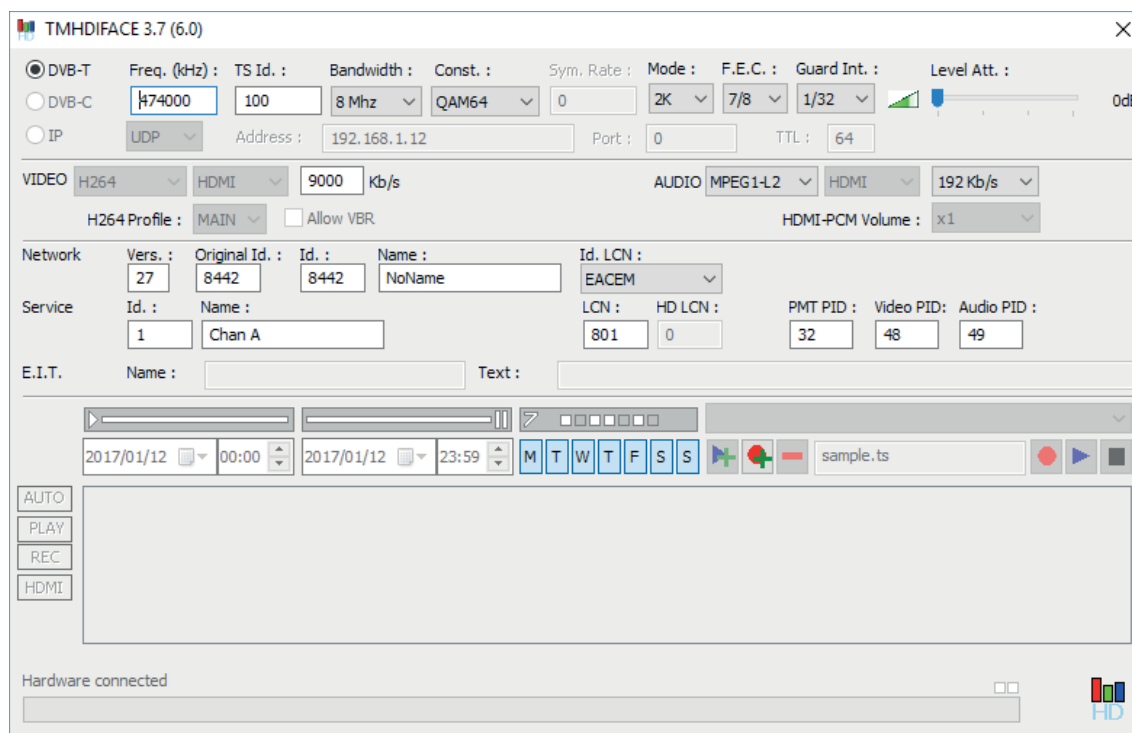 TMHDIFACE 3.7 (6.0)
DVB-T Freq. (kHz) : TS Id. : Bandwidth : Const. : Sym. Rate : Mode : F.E.C. : Guard Int. : Level Att. :
DVB-C 474000 100 8 Mhz QAM64 0 2K 7/8 1/32 0d
IP UDP Address : 192.168.1.12 Port : 0 TTL : 64
VIDEO H264 HDMI 9000 Kb/s AUDIO MPEG1-L2 HDMI 192 Kb/s
H264 Profile : MAIN Allow VBR HDMI-PCM Volume : x1
Network Vers. : Original Id. : Id. : Name : Id. LCN :
27 8442 8442 NoName EACEM
Service Id. : Name : LCN : HD LCN : PMT PID : Video PID: Audio PID :
1 Chan A 801 0 32 48 49
E.I.T. Name : Text :
2017/01/12 00:00 2017/01/12 23:59 M T W T F S S sample.ts
AUTO
PLAY
REC
HDMI
Hardware connected
HD